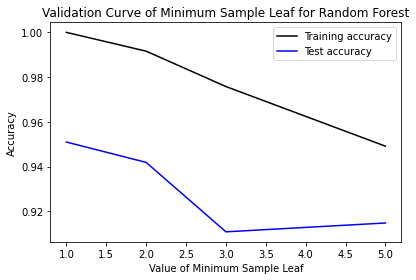 Validation Curve of Minimum Sample Leaf for Random Forest
Training accuracy
Test accuracy
Accuracy
1.00
0.98
0.96
0.94
0.92
1.0 1.5 2.0 2.5 3.0 3.5 4.0 4.5 5.0
Value of Minimum Sample Leaf